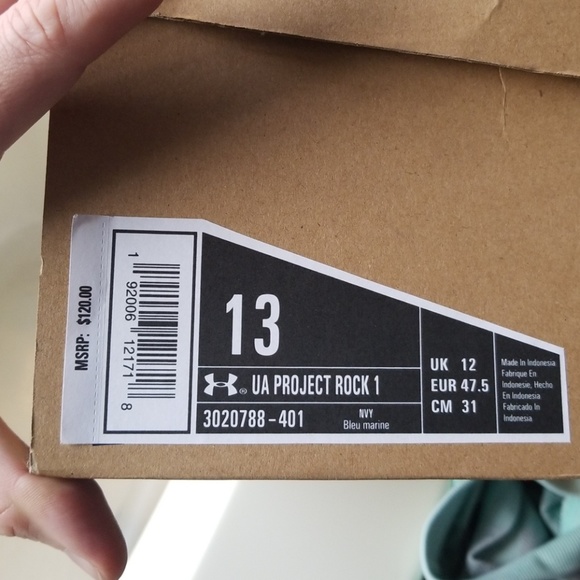 MSRP: $120.00
1 92006 12171 8
13
UA PROJECT ROCK 1
3020788-401
NVY
Bleu marine
UK 12
EUR 47.5
CM 31
Made In Indonesia
Fabrique En
Indonesie, Hecho
En Indonesia
Fabricado In
Indonesia